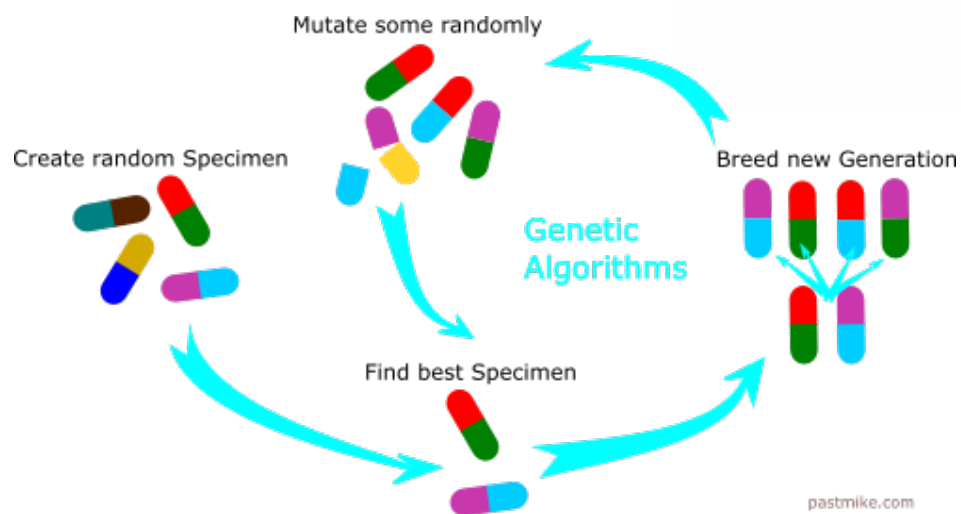 Mutate some randomly
Create random Specimen
Breed new Generation
Genetic
Algorithms
Find best Specimen
pastmike.com